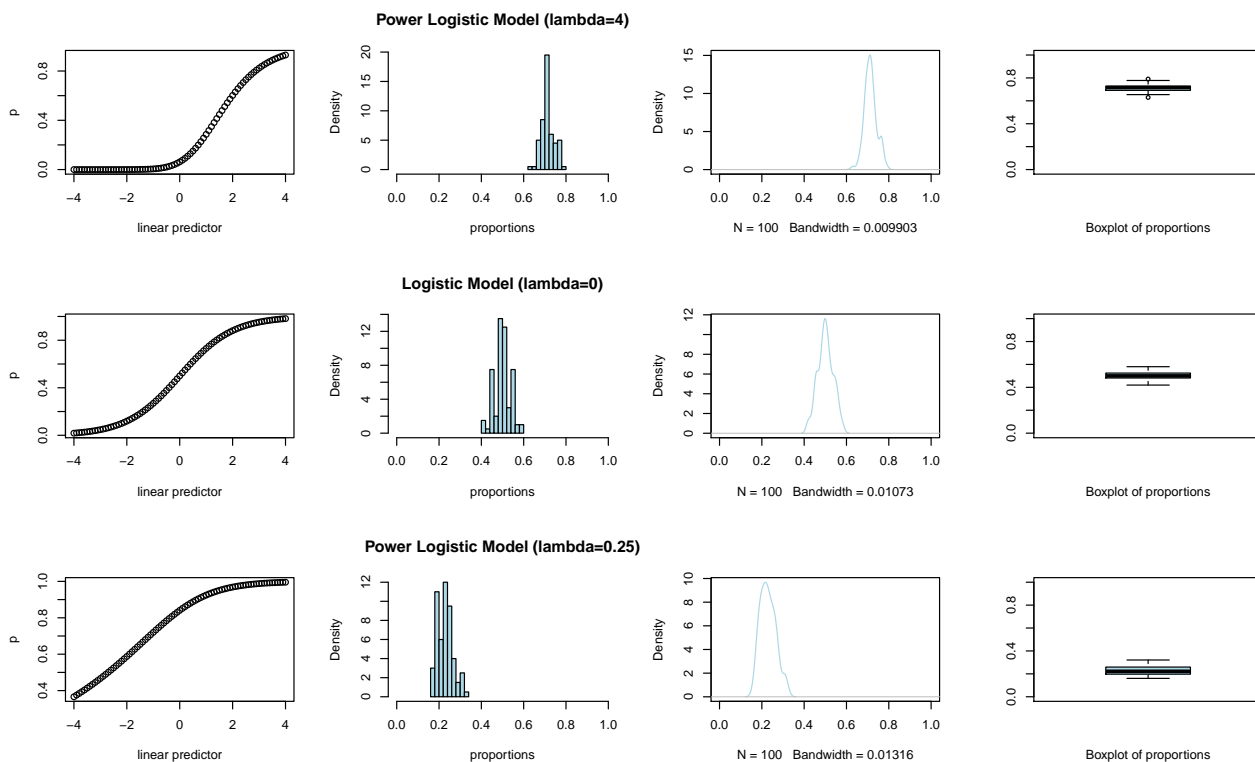 Power Logistic Model (lambda=4)
p
0.0 0.4 0.8
−4 −2 0 2 4
linear predictor
Density
0 5 10 15 20
0.0 0.2 0.4 0.6 0.8 1.0
proportions
Density
0 5 10 15
0.0 0.2 0.4 0.6 0.8 1.0
N = 100 Bandwidth = 0.009903
0.0 0.4 0.8
Boxplot of proportions
Logistic Model (lambda=0)
p
0.0 0.4 0.8
−4 −2 0 2 4
linear predictor
Density
0 4 8 12
0.0 0.2 0.4 0.6 0.8 1.0
proportions
Density
0 2 4 6 8 10 12
0.0 0.2 0.4 0.6 0.8 1.0
N = 100 Bandwidth = 0.01073
0.0 0.4 0.8
Boxplot of proportions
Power Logistic Model (lambda=0.25)
p
0.4 0.6 0.8 1.0
−4 −2 0 2 4
linear predictor
Density
0 2 4 6 8 12
0.0 0.2 0.4 0.6 0.8 1.0
proportions
Density
0 2 4 6 8 10
0.0 0.2 0.4 0.6 0.8 1.0
N = 100 Bandwidth = 0.01316
0.0 0.4 0.8
Boxplot of proportions